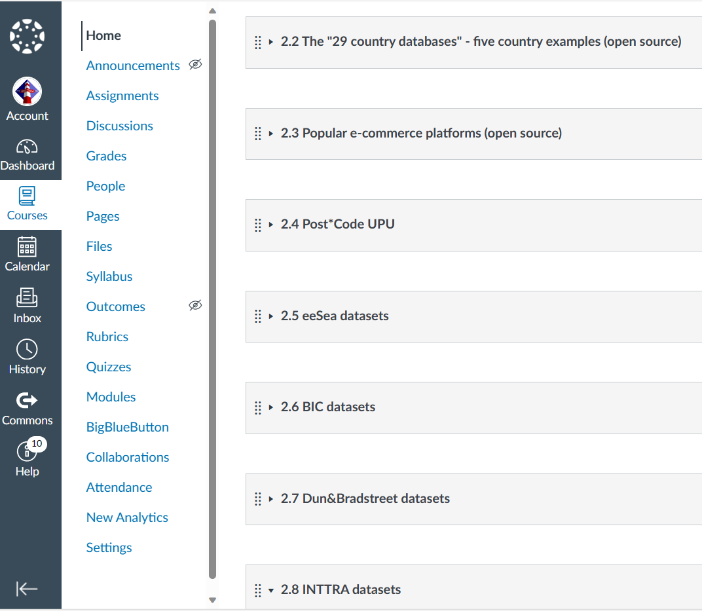 Account
Dashboard
Courses
Calendar
Inbox
History
Commons
10
Help
Home
Announcements
Assignments
Discussions
Grades
People
Pages
Files
Syllabus
Outcomes
Rubrics
Quizzes
Modules
BigBlueButton
Collaborations
Attendance
New Analytics
Settings
2.2 The "29 country databases" - five country examples (open source)
2.3 Popular e-commerce platforms (open source)
2.4 Post*Code UPU
2.5 eeSea datasets
2.6 BIC datasets
2.7 Dun&Bradstreet datasets
2.8 INTTRA datasets